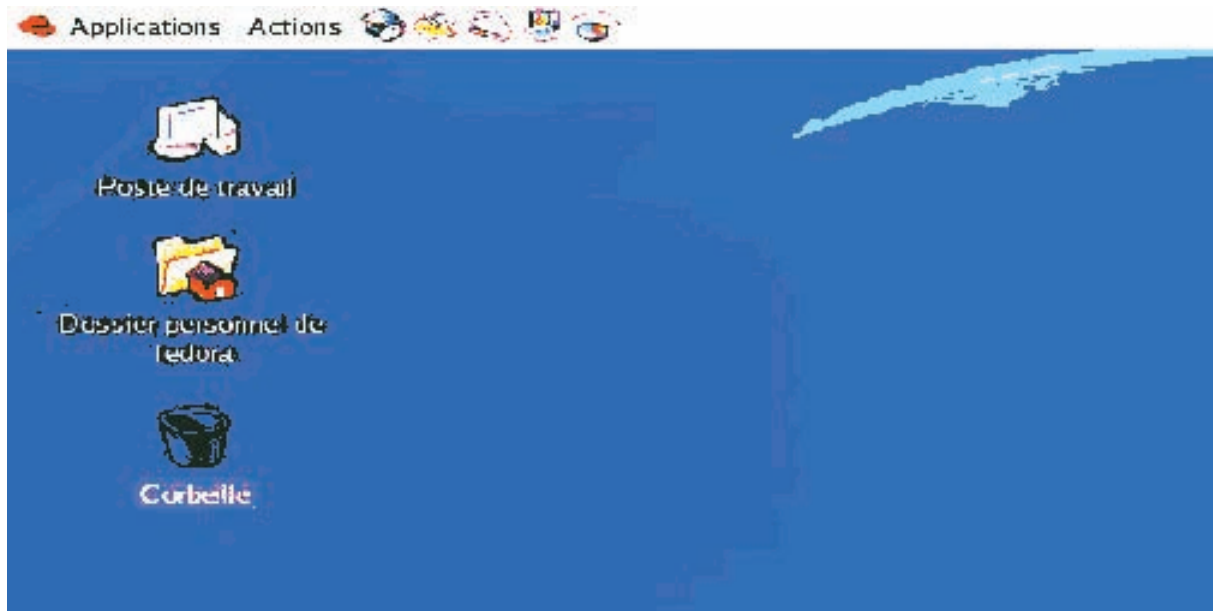 Applications Actions
Poste de travail
Dossier personnel de
fedora
Corbeille